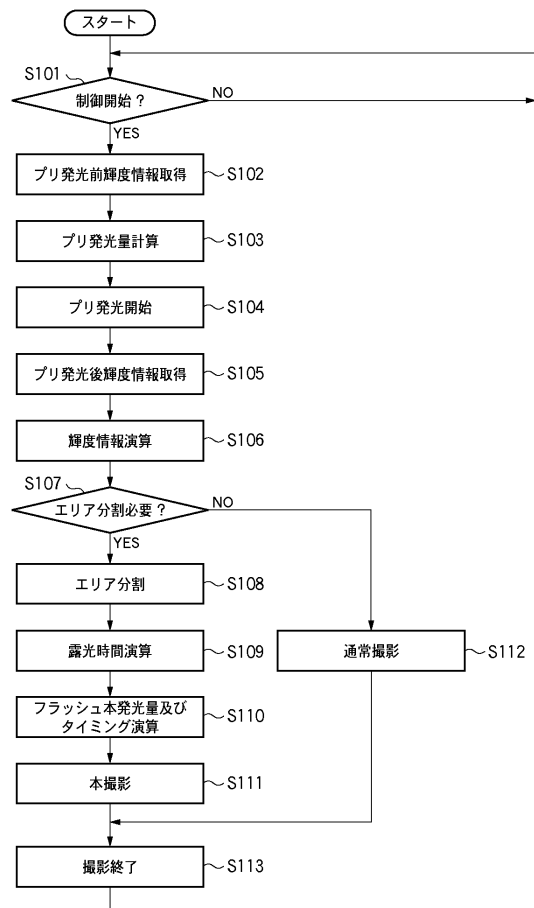 スタート
S101
制御開始？
NO
YES
プリ発光前輝度情報取得
S102
プリ発光量計算
S103
プリ発光開始
S104
プリ発光後輝度情報取得
S105
輝度情報演算
S106
S107
エリア分割必要？
NO
YES
エリア分割
S108
露光時間演算
S109
通常撮影
S112
フラッシュ本発光量及び
タイミング演算
S110
本撮影
S111
撮影終了
S113